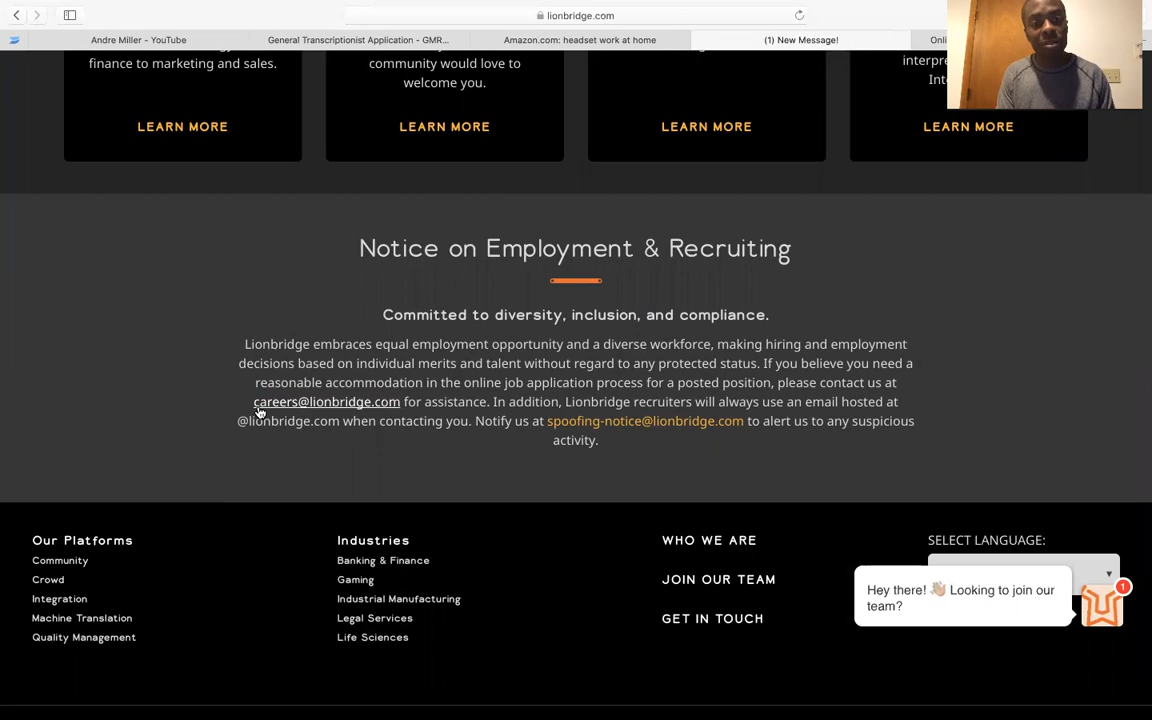 lionbridge.com
Andre Miller - YouTube
General Transcriptionist Application - GMR...
Amazon.com: headset work at home
(1) New Message!
finance to marketing and sales.
community would love to
welcome you.
LEARN MORE
LEARN MORE
LEARN MORE
LEARN MORE
Notice on Employment & Recruiting
Committed to diversity, inclusion, and compliance.
Lionbridge embraces equal employment opportunity and a diverse workforce, making hiring and employment
decisions based on individual merits and talent without regard to any protected status. If you believe you need a
reasonable accommodation in the online job application process for a posted position, please contact us at
careers@lionbridge.com for assistance. In addition, Lionbridge recruiters will always use an email hosted at
@lionbridge.com when contacting you. Notify us at spoofing-notice@lionbridge.com to alert us to any suspicious
activity.
Our Platforms
Community
Crowd
Integration
Machine Translation
Quality Management
Industries
Banking & Finance
Gaming
Industrial Manufacturing
Legal Services
Life Sciences
WHO WE ARE
JOIN OUR TEAM
GET IN TOUCH
SELECT LANGUAGE:
Hey there! 👋🏼 Looking to join our
team?
1